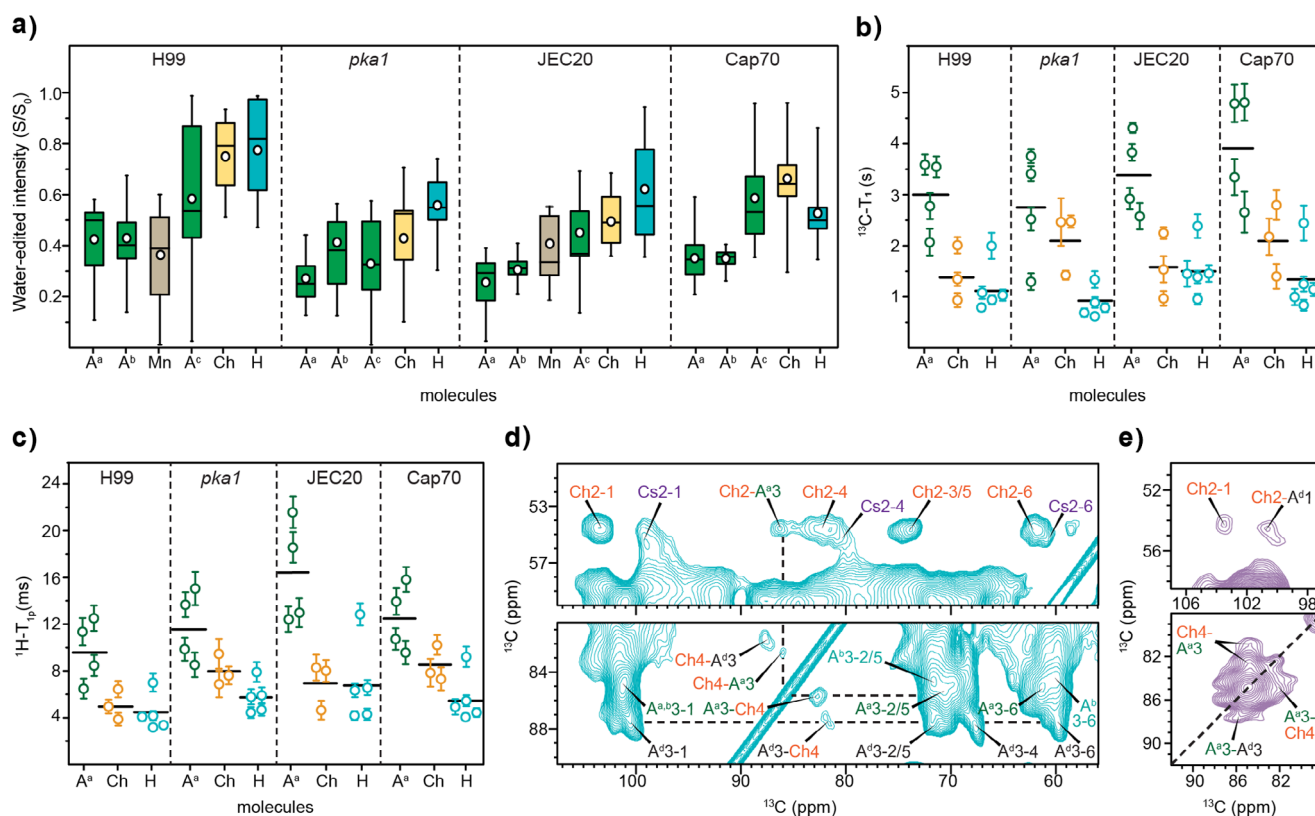 a)
H99 pka1 JEC20 Cap70
Water-edited intensity (S/S₀)
1.0
0.8
0.6
0.4
0.2
Aᵃ Aᵇ Mn Aᶜ Ch H Aᵃ Aᵇ Aᶜ Ch H Aᵃ Aᵇ Mn Aᶜ Ch H Aᵃ Aᵇ Aᶜ Ch H
molecules
b)
H99 pka1 JEC20 Cap70
¹³C-T₁ (s)
5
4
3
2
1
Aᵃ Ch H Aᵃ Ch H Aᵃ Ch H Aᵃ Ch H
molecules
c)
H99 pka1 JEC20 Cap70
¹H-T₁ₚ(ms)
24
20
16
12
8
4
Aᵃ Ch H Aᵃ Ch H Aᵃ Ch H Aᵃ Ch H
molecules
d)
Ch2-1 Cs2-1 Ch2-Aᵃ3 Ch2-4 Cs2-4 Ch2-3/5 Ch2-6 Cs2-6
53
57
¹³C (ppm)
84
88
Ch4-Aᵈ3
Ch4-Aᵃ3
Aᵃ3-Ch4
Aᵈ3-Ch4
Aᵃ,ᵇ3-1
Aᵈ3-1
Aᵇ3-2/5
Aᵃ3-2/5
Aᵈ3-2/5
Aᵃ3-6
Aᵇ
3-6
Aᵈ3-4
Aᵈ3-6
100 90 80 70 60
¹³C (ppm)
e)
Ch2-1 Ch2-Aᵈ1
52
56
106 102 98
¹³C (ppm)
82
86
90
Ch4-
Aᵃ3
Aᵃ3-
Ch4
Aᵃ3-Aᵈ3
90 86 82
¹³C (ppm)